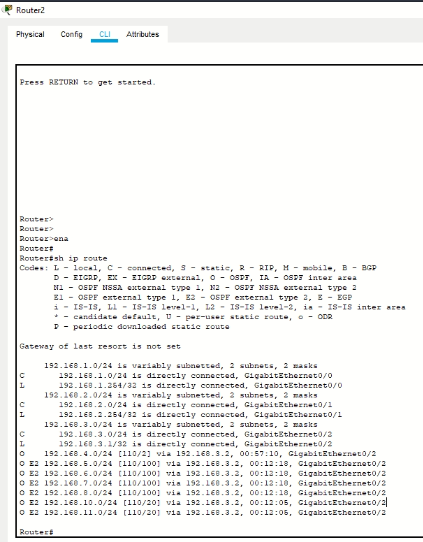 Router2
Physical Config CLI Attributes
Press RETURN to get started.
Router>
Router>
Router>ena
Router#
Router#sh ip route
Codes: L - local, C - connected, S - static, R - RIP, M - mobile, B - BGP
D - EIGRP, EX - EIGRP external, O - OSPF, IA - OSPF inter area
N1 - OSPF NSSA external type 1, N2 - OSPF NSSA external type 2
E1 - OSPF external type 1, E2 - OSPF external type 2, E - EGP
i - IS-IS, L1 - IS-IS level-1, L2 - IS-IS level-2, ia - IS-IS inter area
* - candidate default, U - per-user static route, o - ODR
P - periodic downloaded static route
Gateway of last resort is not set
192.168.1.0/24 is variably subnetted, 2 subnets, 2 masks
C 192.168.1.0/24 is directly connected, GigabitEthernet0/0
L 192.168.1.254/32 is directly connected, GigabitEthernet0/0
192.168.2.0/24 is variably subnetted, 2 subnets, 2 masks
C 192.168.2.0/24 is directly connected, GigabitEthernet0/1
L 192.168.2.254/32 is directly connected, GigabitEthernet0/1
192.168.3.0/24 is variably subnetted, 2 subnets, 2 masks
C 192.168.3.0/24 is directly connected, GigabitEthernet0/2
L 192.168.3.1/32 is directly connected, GigabitEthernet0/2
O 192.168.4.0/24 [110/2] via 192.168.3.2, 00:57:10, GigabitEthernet0/2
O E2 192.168.5.0/24 [110/100] via 192.168.3.2, 00:12:18, GigabitEthernet0/2
O E2 192.168.6.0/24 [110/100] via 192.168.3.2, 00:12:18, GigabitEthernet0/2
O E2 192.168.7.0/24 [110/100] via 192.168.3.2, 00:12:18, GigabitEthernet0/2
O E2 192.168.8.0/24 [110/100] via 192.168.3.2, 00:12:18, GigabitEthernet0/2
O E2 192.168.10.0/24 [110/20] via 192.168.3.2, 00:12:05, GigabitEthernet0/2
O E2 192.168.11.0/24 [110/20] via 192.168.3.2, 00:12:05, GigabitEthernet0/2
Router#